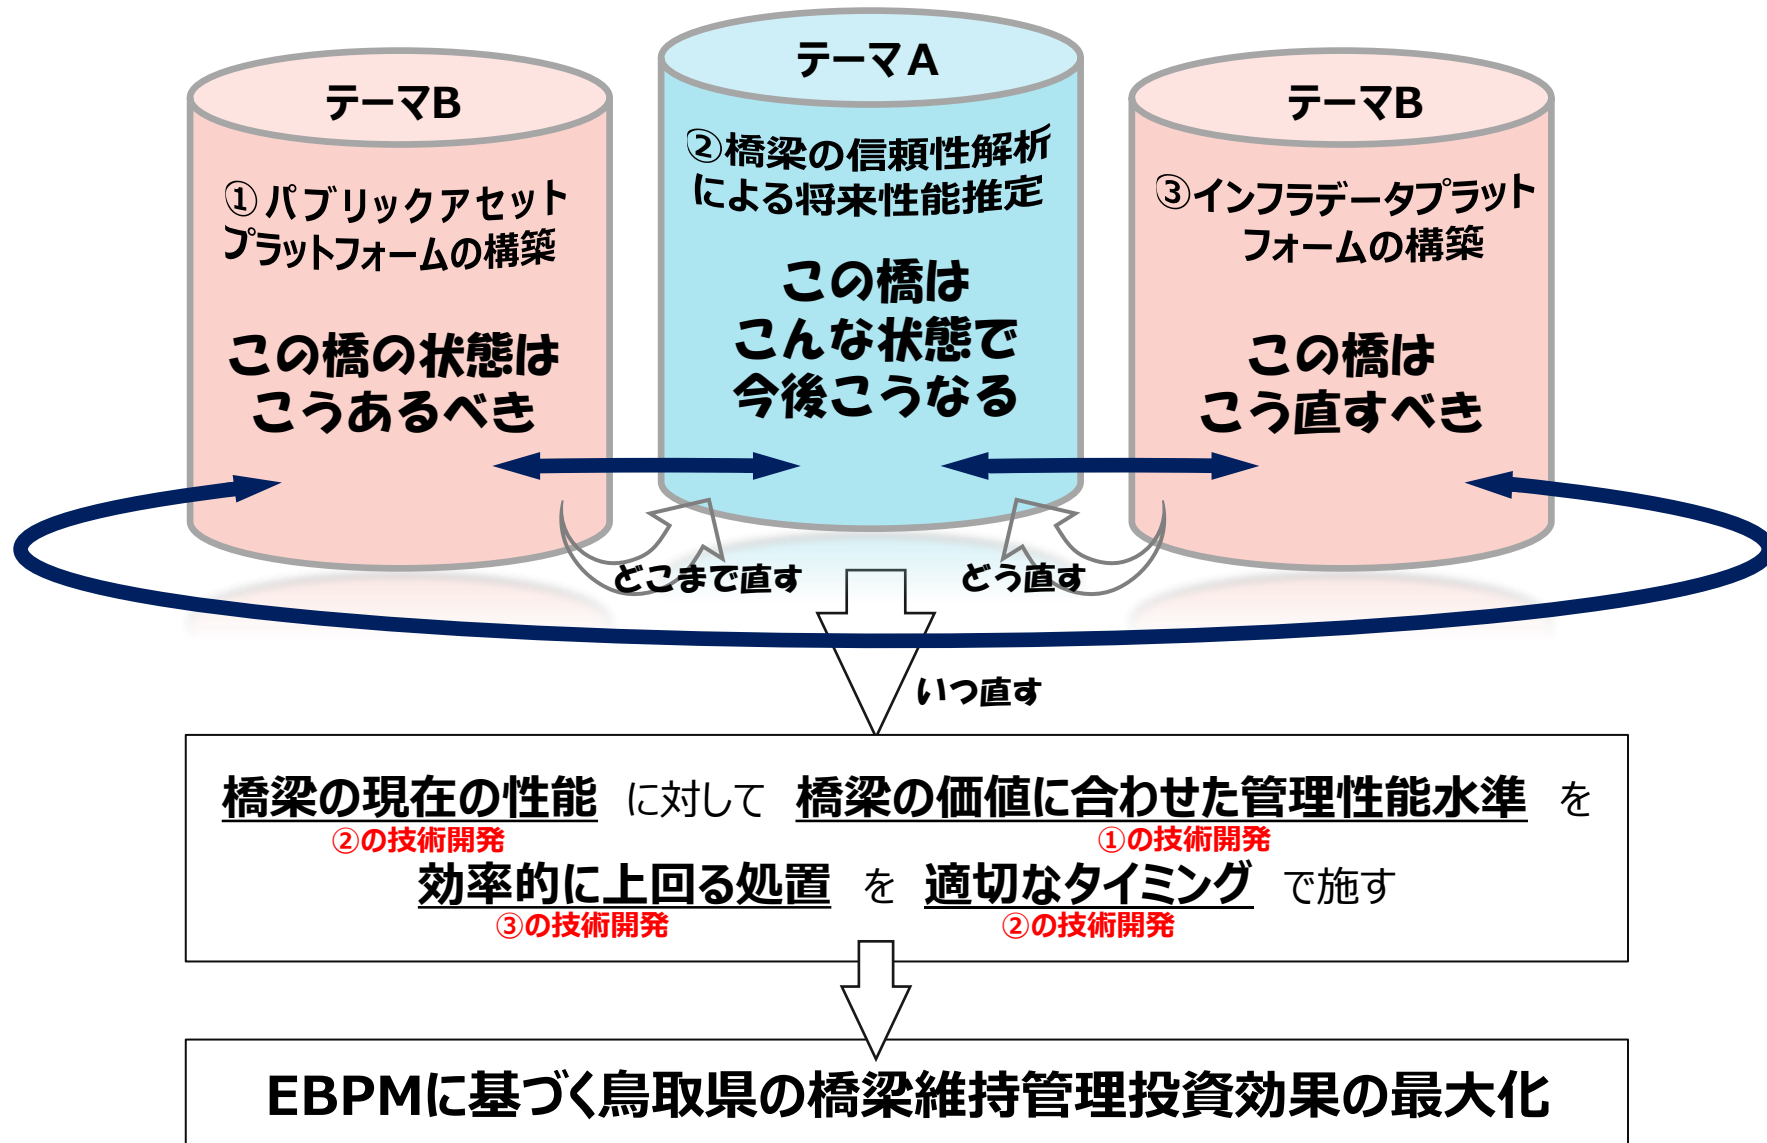 テーマB
①パブリックアセット
プラットフォームの構築
この橋の状態は
こうあるべき
テーマA
②橋梁の信頼性解析
による将来性能推定
この橋は
こんな状態で
今後こうなる
テーマB
③インフラデータプラット
フォームの構築
この橋は
こう直すべき
どこまで直す
どう直す
いつ直す
橋梁の現在の性能 に対して 橋梁の価値に合わせた管理性能水準 を
②の技術開発 ①の技術開発
効率的に上回る処置 を 適切なタイミング で施す
③の技術開発 ②の技術開発
EBPMに基づく鳥取県の橋梁維持管理投資効果の最大化